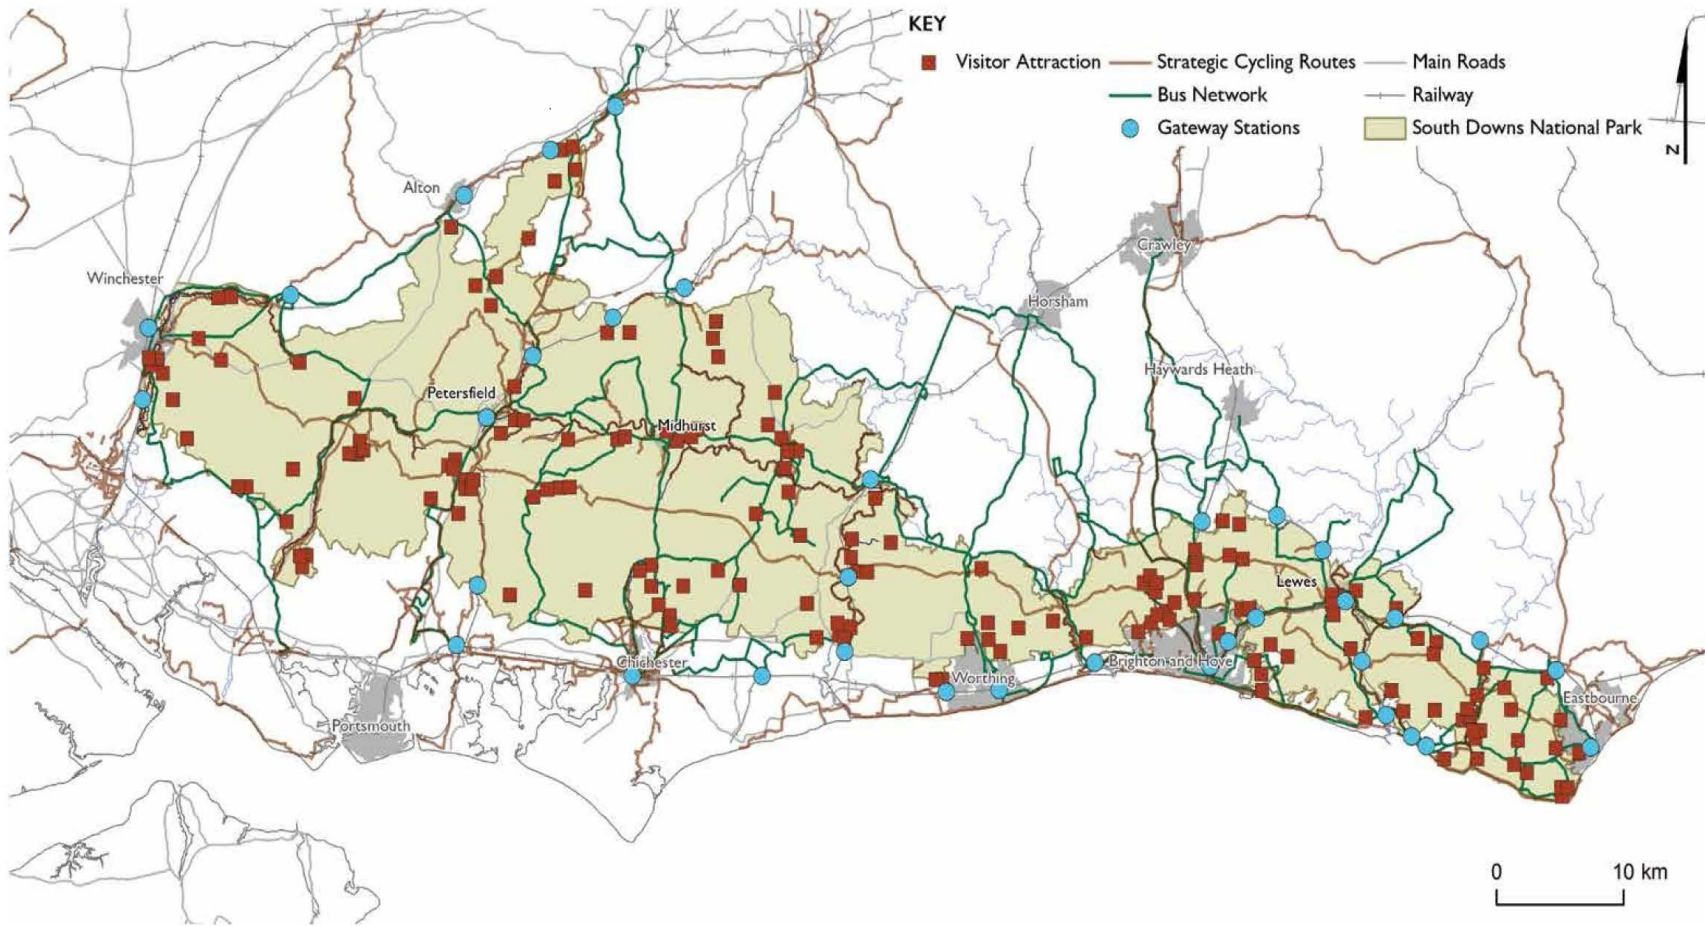 KEY
Visitor Attraction
Strategic Cycling Routes
Main Roads
Bus Network
Railway
Gateway Stations
South Downs National Park
N
Alton
Winchester
Crawley
Horsham
Haywards Heath
Petersfield
Midhurst
Lewes
Chichester
Brighton and Hove
Worthing
Eastbourne
Portsmouth
0 10 km